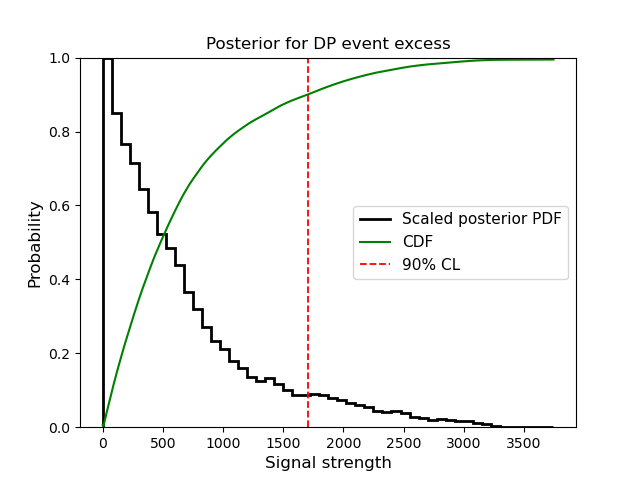 Posterior for DP event excess
1.0
0.8
0.6
0.4
0.2
0.0
Probability
Scaled posterior PDF
CDF
90% CL
0 500 1000 1500 2000 2500 3000 3500
Signal strength